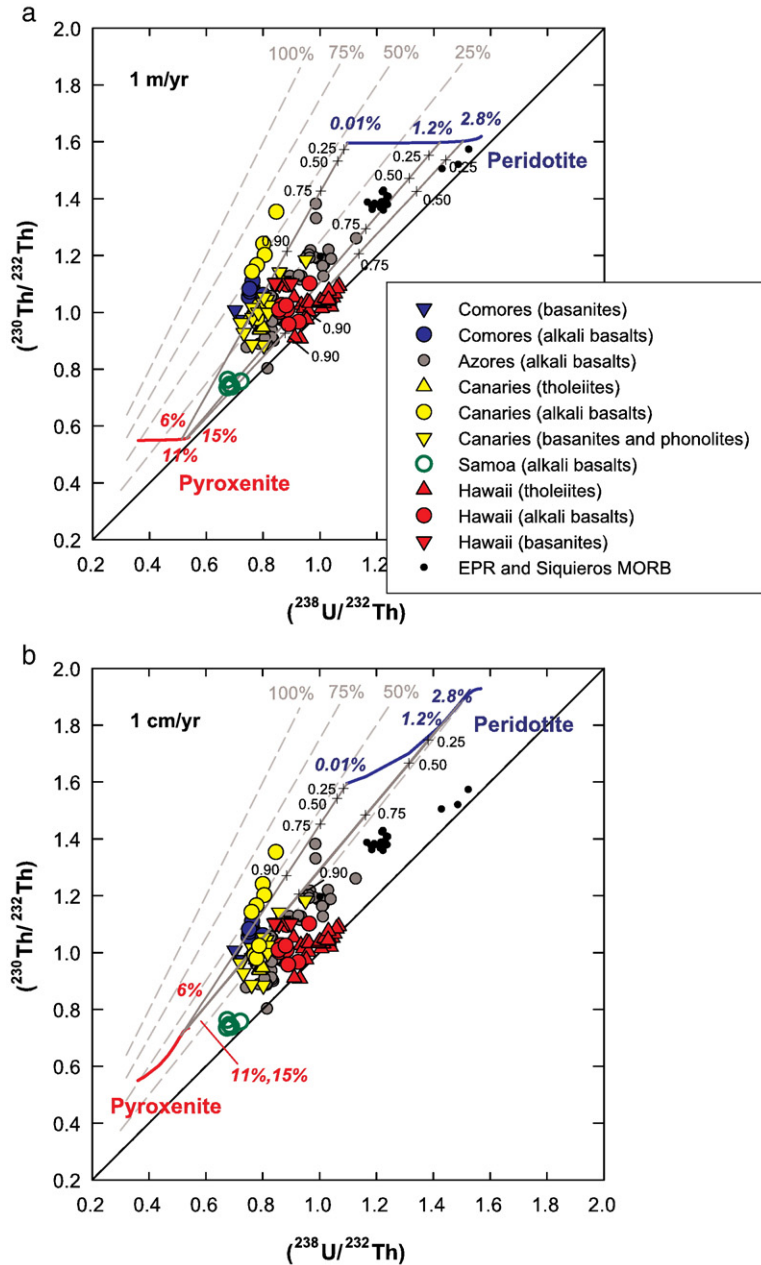 a
2.0
1.8
1.6
1.4
1.2
1.0
0.8
0.6
0.4
0.2
(²³⁰Th/²³²Th)
1 m/yr
100%
75%
50%
25%
0.01%
1.2%
2.8%
Peridotite
0.25
0.50
0.75
0.90
0.25
0.50
0.75
0.90
0.25
0.50
0.75
0.90
6%
15%
11%
Pyroxenite
0.2 0.4 0.6 0.8 1.0
(²³⁸U/²³²Th)
Comores (basanites)
Comores (alkali basalts)
Azores (alkali basalts)
Canaries (tholeiites)
Canaries (alkali basalts)
Canaries (basanites and phonolites)
Samoa (alkali basalts)
Hawaii (tholeiites)
Hawaii (alkali basalts)
Hawaii (basanites)
EPR and Siquieros MORB
b
2.0
1.8
1.6
1.4
1.2
1.0
0.8
0.6
0.4
0.2
(²³⁰Th/²³²Th)
1 cm/yr
100%
75%
50%
0.01%
1.2%
2.8%
Peridotite
0.25
0.50
0.75
0.90
0.25
0.50
0.75
0.90
6%
11%,15%
Pyroxenite
0.2 0.4 0.6 0.8 1.0 1.2 1.4 1.6 1.8 2.0
(²³⁸U/²³²Th)